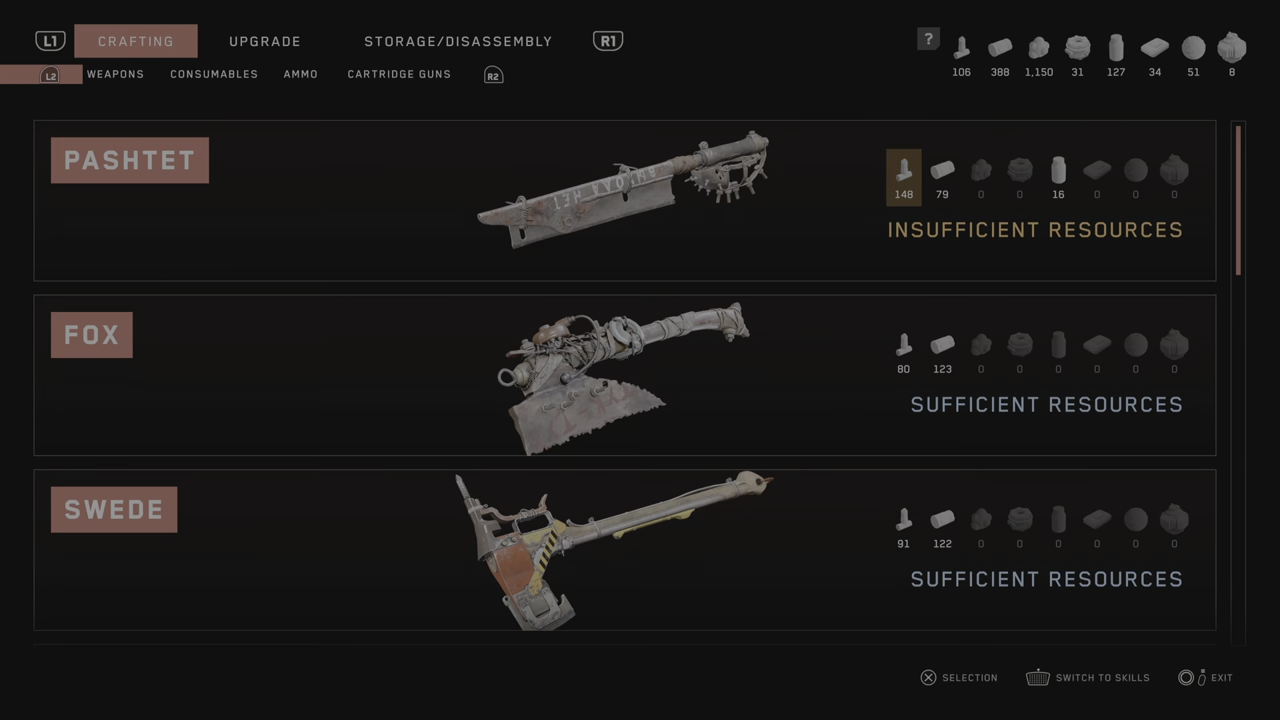 L1 CRAFTING UPGRADE STORAGE/DISASSEMBLY R1 ?
L2 WEAPONS CONSUMABLES AMMO CARTRIDGE GUNS R2
106 388 1,150 31 127 34 51 8
PASHTET
148 79 0 0 16 0 0 0
INSUFFICIENT RESOURCES
FOX
80 123 0 0 0 0 0 0
SUFFICIENT RESOURCES
SWEDE
91 122 0 0 0 0 0 0
SUFFICIENT RESOURCES
SELECTION SWITCH TO SKILLS EXIT